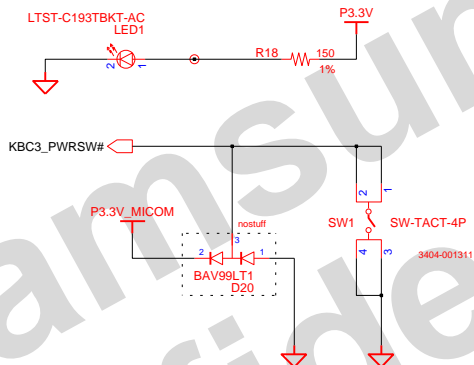 LTST-C193TBKT-AC
LED1
P3.3V
R18
150
1%
2
1
KBC3_PWRSW#
P3.3V_MICOM
nostuff
3
2
1
BAV99LT1
D20
2
1
SW1
SW-TACT-4P
4
3
3404-001311